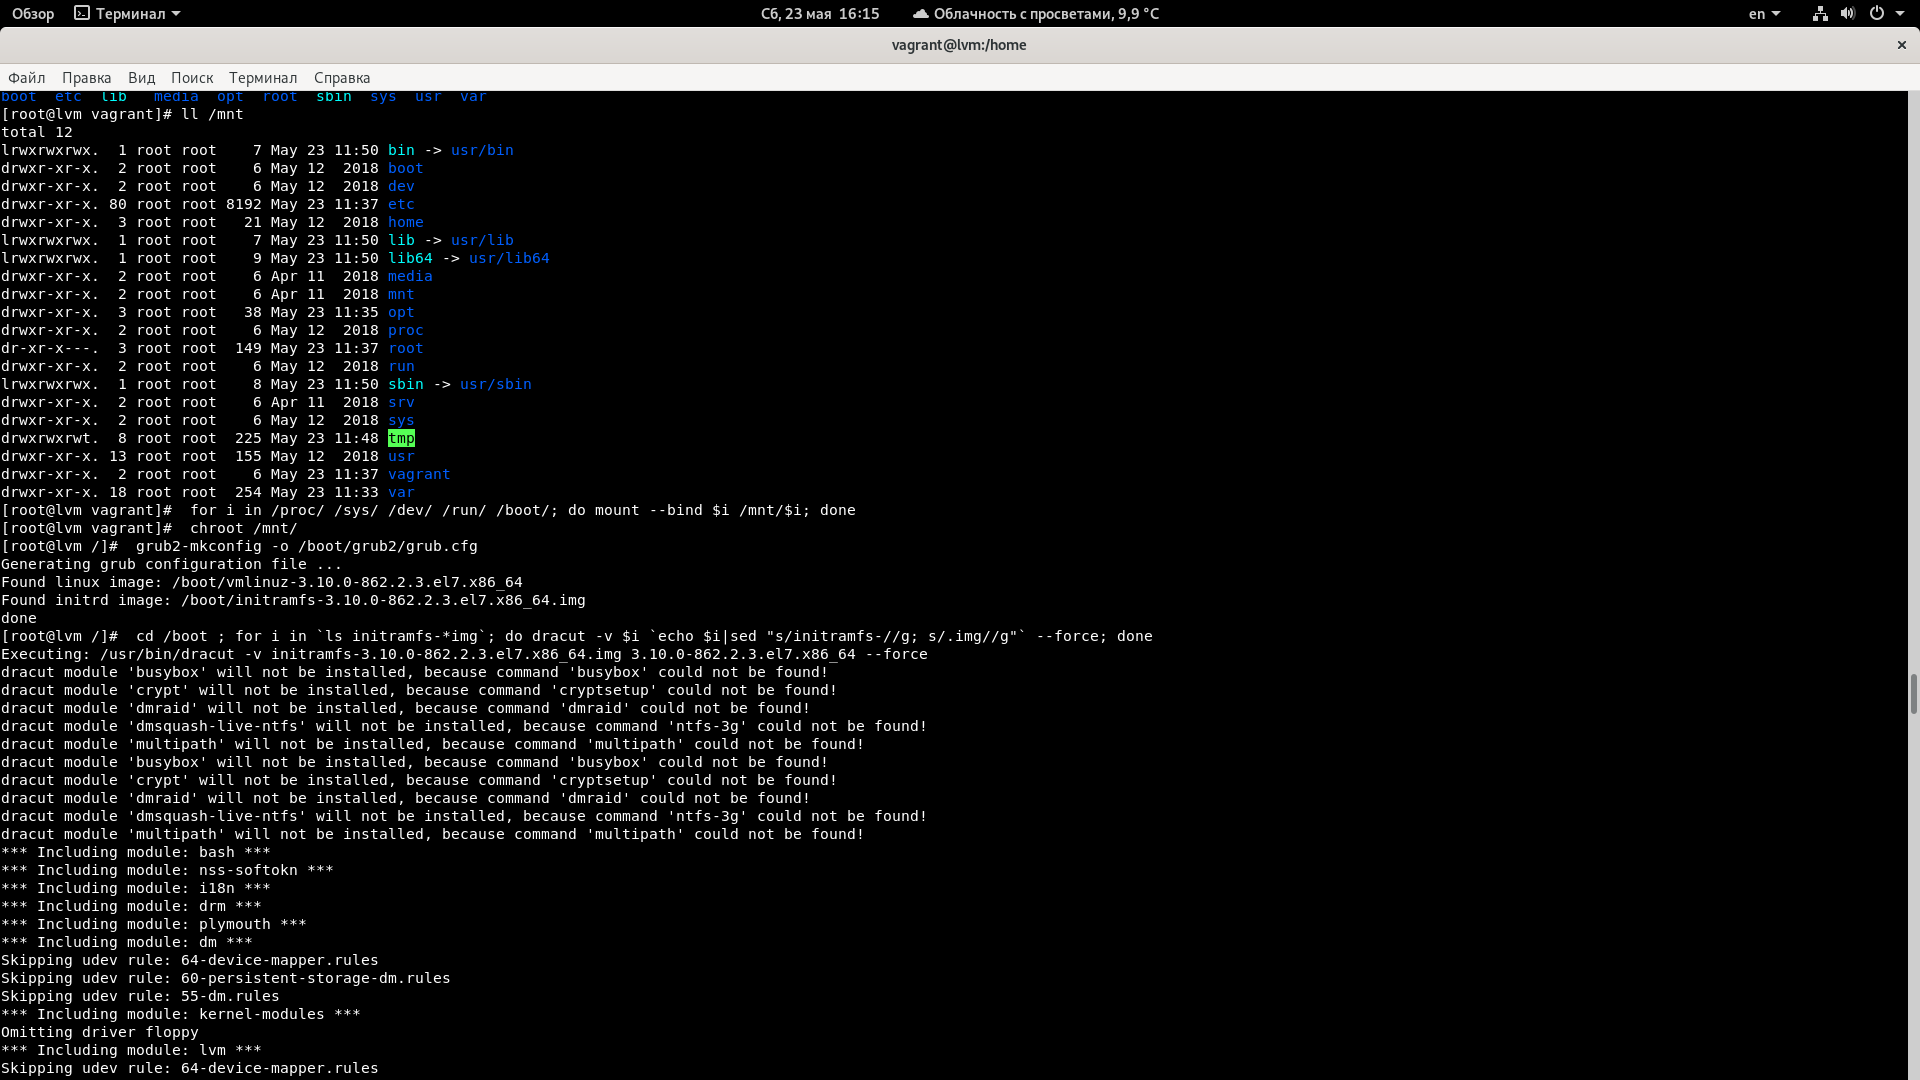 Обзор Терминал Сб, 23 мая 16:15 Облачность с просветами, 9,9 °C en
vagrant@lvm:/home
Файл Правка Вид Поиск Терминал Справка
boot etc lib media opt root sbin sys usr var
[root@lvm vagrant]# ll /mnt
total 12
lrwxrwxrwx. 1 root root 7 May 23 11:50 bin -> usr/bin
drwxr-xr-x. 2 root root 6 May 12 2018 boot
drwxr-xr-x. 2 root root 6 May 12 2018 dev
drwxr-xr-x. 80 root root 8192 May 23 11:37 etc
drwxr-xr-x. 3 root root 21 May 12 2018 home
lrwxrwxrwx. 1 root root 7 May 23 11:50 lib -> usr/lib
lrwxrwxrwx. 1 root root 9 May 23 11:50 lib64 -> usr/lib64
drwxr-xr-x. 2 root root 6 Apr 11 2018 media
drwxr-xr-x. 2 root root 6 Apr 11 2018 mnt
drwxr-xr-x. 3 root root 38 May 23 11:35 opt
drwxr-xr-x. 2 root root 6 May 12 2018 proc
dr-xr-x---. 3 root root 149 May 23 11:37 root
drwxr-xr-x. 2 root root 6 May 12 2018 run
lrwxrwxrwx. 1 root root 8 May 23 11:50 sbin -> usr/sbin
drwxr-xr-x. 2 root root 6 Apr 11 2018 srv
drwxr-xr-x. 2 root root 6 May 12 2018 sys
drwxrwxrwt. 8 root root 225 May 23 11:48 tmp
drwxr-xr-x. 13 root root 155 May 12 2018 usr
drwxr-xr-x. 2 root root 6 May 23 11:37 vagrant
drwxr-xr-x. 18 root root 254 May 23 11:33 var
[root@lvm vagrant]# for i in /proc/ /sys/ /dev/ /run/ /boot/; do mount --bind $i /mnt/$i; done
[root@lvm vagrant]# chroot /mnt/
[root@lvm /]# grub2-mkconfig -o /boot/grub2/grub.cfg
Generating grub configuration file ...
Found linux image: /boot/vmlinuz-3.10.0-862.2.3.el7.x86_64
Found initrd image: /boot/initramfs-3.10.0-862.2.3.el7.x86_64.img
done
[root@lvm /]# cd /boot ; for i in `ls initramfs-*img`; do dracut -v $i `echo $i|sed "s/initramfs-//g; s/.img//g"` --force; done
Executing: /usr/bin/dracut -v initramfs-3.10.0-862.2.3.el7.x86_64.img 3.10.0-862.2.3.el7.x86_64 --force
dracut module 'busybox' will not be installed, because command 'busybox' could not be found!
dracut module 'crypt' will not be installed, because command 'cryptsetup' could not be found!
dracut module 'dmraid' will not be installed, because command 'dmraid' could not be found!
dracut module 'dmsquash-live-ntfs' will not be installed, because command 'ntfs-3g' could not be found!
dracut module 'multipath' will not be installed, because command 'multipath' could not be found!
dracut module 'busybox' will not be installed, because command 'busybox' could not be found!
dracut module 'crypt' will not be installed, because command 'cryptsetup' could not be found!
dracut module 'dmraid' will not be installed, because command 'dmraid' could not be found!
dracut module 'dmsquash-live-ntfs' will not be installed, because command 'ntfs-3g' could not be found!
dracut module 'multipath' will not be installed, because command 'multipath' could not be found!
*** Including module: bash ***
*** Including module: nss-softokn ***
*** Including module: i18n ***
*** Including module: drm ***
*** Including module: plymouth ***
*** Including module: dm ***
Skipping udev rule: 64-device-mapper.rules
Skipping udev rule: 60-persistent-storage-dm.rules
Skipping udev rule: 55-dm.rules
*** Including module: kernel-modules ***
Omitting driver floppy
*** Including module: lvm ***
Skipping udev rule: 64-device-mapper.rules